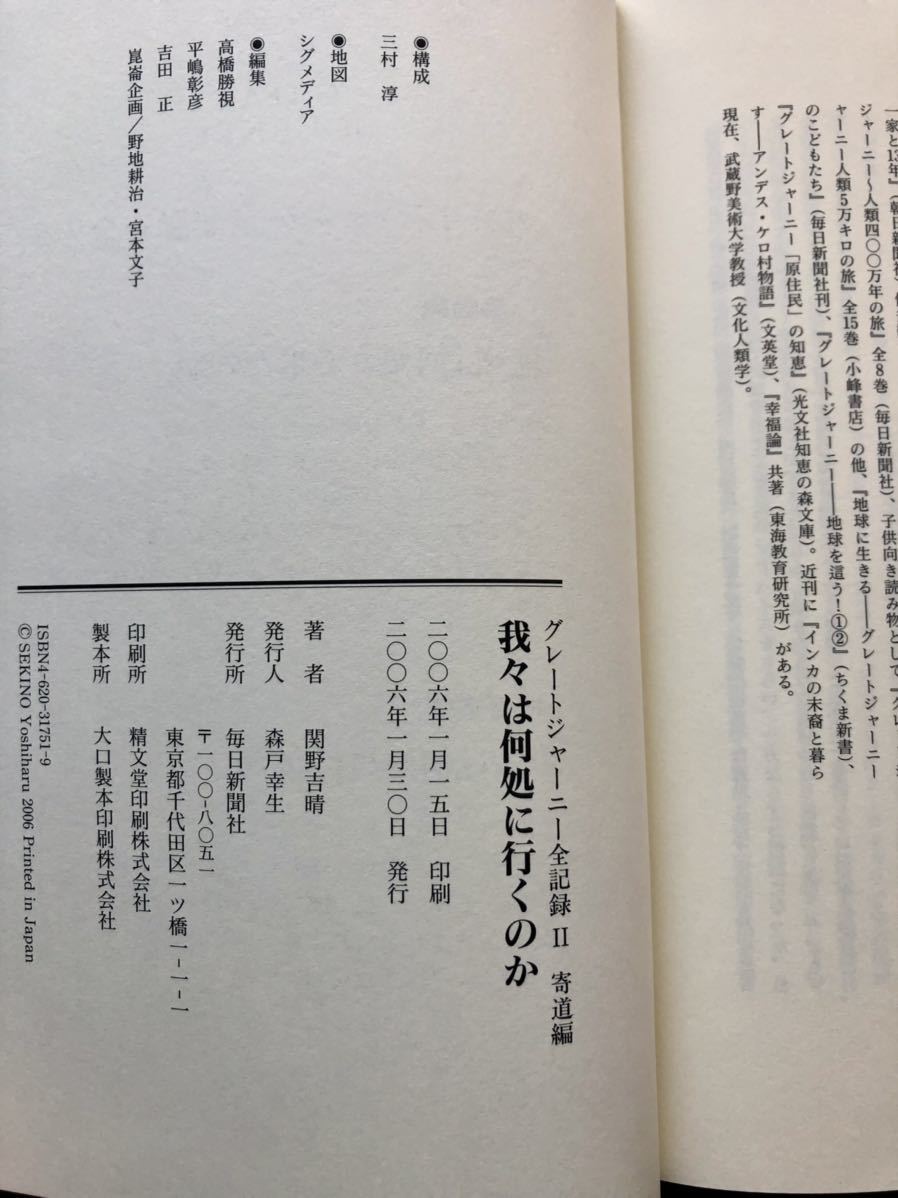 一家と13年』（朝日新聞社）
ジャーニー〜人類四〇〇万年の旅』全8巻（毎日新聞社）、子供向き読み物として『グレ
ャーニー人類5万キロの旅』全15巻（小峰書店）の他、『地球に生きる――グレートジャーニー
のこどもたち』（毎日新聞社刊）、『グレートジャーニー――地球を這う！①②』（ちくま新書）、
『グレートジャーニー「原住民」の知恵』（光文社知恵の森文庫）。近刊に『インカの末裔と暮ら
す――アンデス・ケロ村物語』（文英堂）、『幸福論』共著（東海教育研究所）がある。
現在、武蔵野美術大学教授（文化人類学）。
◉構成
三村　淳
◉地図
シグメディア
◉編集
高橋勝視
平嶋彰彦
吉田　正
崑崙企画／野地耕治・宮本文子
グレートジャーニー全記録 II　寄道編
我々は何処に行くのか
二〇〇六年一月一五日　印刷
二〇〇六年一月三〇日　発行
著　者　関野吉晴
発行人　森戸幸生
発行所　毎日新聞社
〒一〇〇-八〇五一
東京都千代田区一ツ橋一-一-一
印刷所　精文堂印刷株式会社
製本所　大口製本印刷株式会社
ISBN4-620-31751-9
©SEKINO Yoshiharu 2006 Printed in Japan